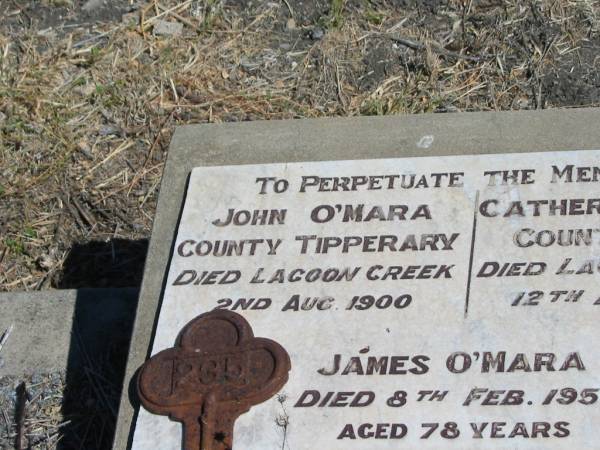 TO PERPETUATE THE
JOHN O'MARA
COUNTY TIPPERARY
DIED LAGOON CREEK
2ND AUG. 1900
CATHER
COUN
DIED LA
12TH
JAMES O'MARA
DIED 8TH FEB. 195
AGED 78 YEARS